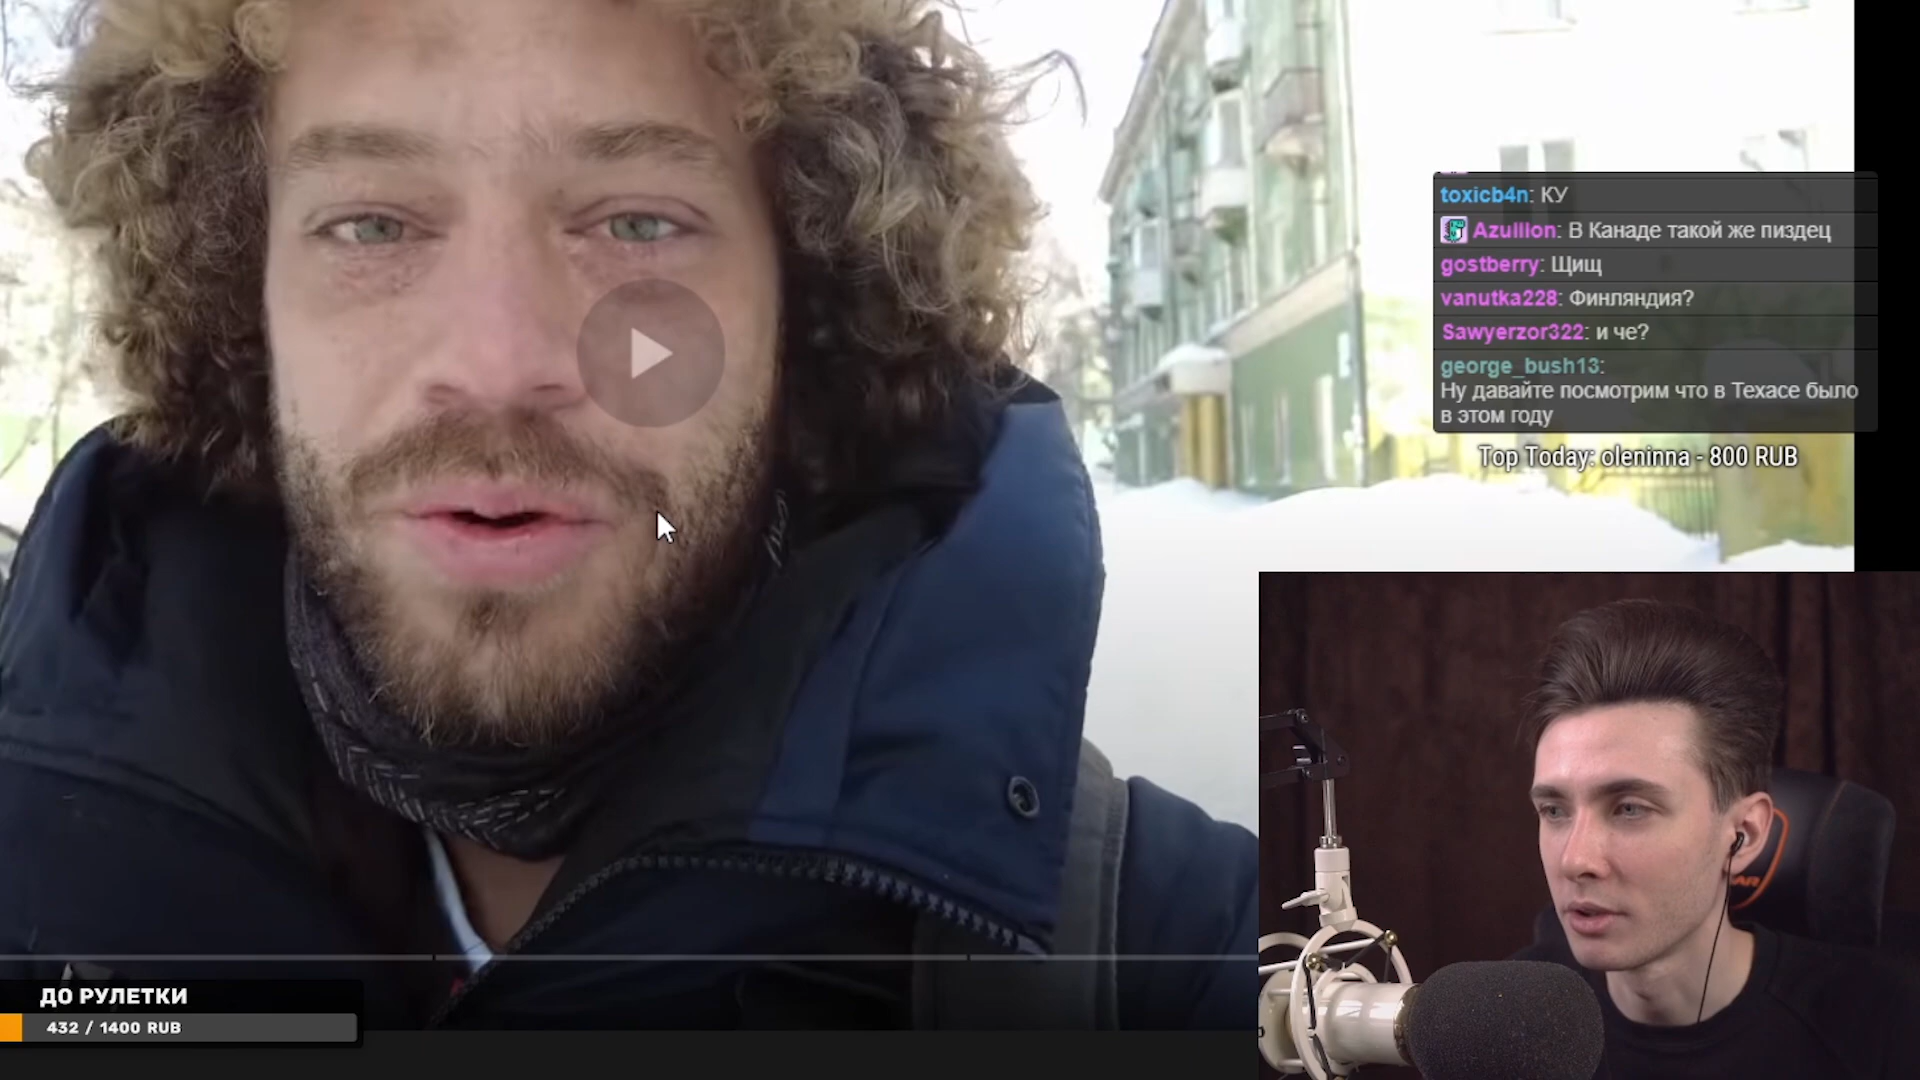 toxicb4n: КУ
Azullion: В Канаде такой же пиздец
gostberry: Щищ
vanutka228: Финляндия?
Sawyerzor322: и че?
george_bush13:
Ну давайте посмотрим что в Техасе было
в этом году
Top Today: oleninna - 800 RUB
ДО РУЛЕТКИ
432 / 1400 RUB